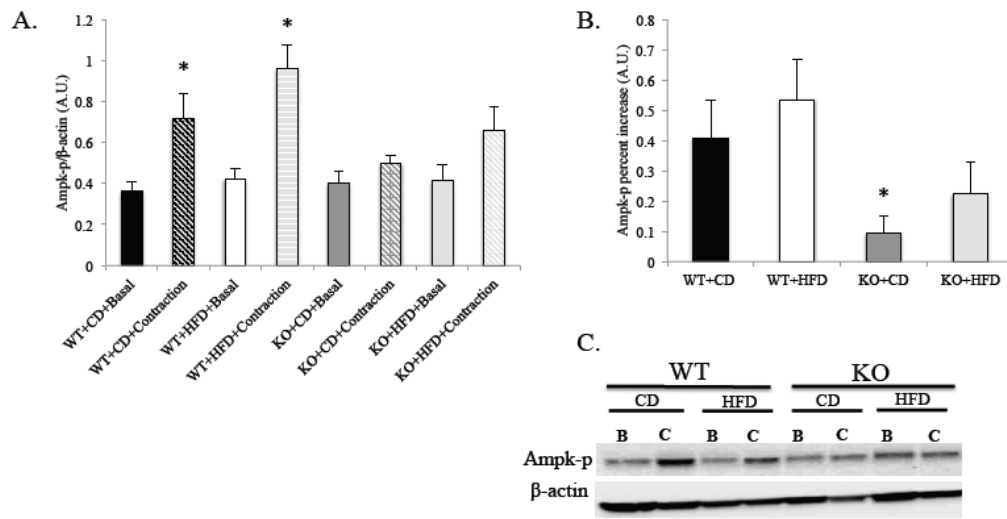 A.
Ampk-p/β-actin (A.U.)
1.2
1
0.8
0.6
0.4
0.2
0
*
*
WT+CD+Basal
WT+CD+Contraction
WT+HFD+Basal
WT+HFD+Contraction
KO+CD+Basal
KO+CD+Contraction
KO+HFD+Basal
KO+HFD+Contraction
B.
Ampk-p percent increase (A.U.)
0.8
0.7
0.6
0.5
0.4
0.3
0.2
0.1
0
*
WT+CD WT+HFD KO+CD KO+HFD
C.
WT KO
CD HFD CD HFD
B C B C B C B C
Ampk-p
β-actin